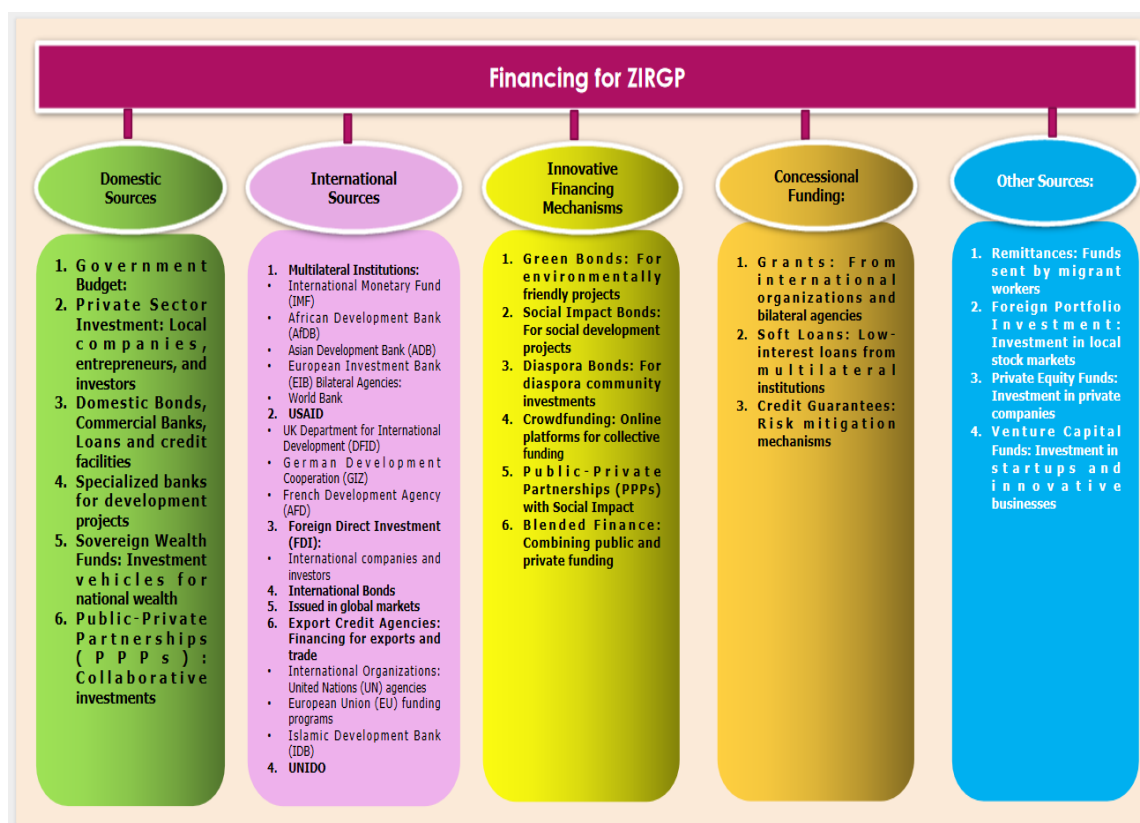 Financing for ZIRGP
Domestic
Sources
1. Government
Budget:
2. Private Sector
Investment: Local
companies,
entrepreneurs, and
investors
3. Domestic Bonds,
Commercial Banks,
Loans and credit
facilities
4. Specialized banks
for development
projects
5. Sovereign Wealth
Funds: Investment
vehicles for
national wealth
6. Public-Private
Partnerships
(PPPs):
Collaborative
investments
International
Sources
1. Multilateral Institutions:
• International Monetary Fund
(IMF)
• African Development Bank
(AfDB)
• Asian Development Bank (ADB)
• European Investment Bank
(EIB) Bilateral Agencies:
• World Bank
2. USAID
• UK Department for International
Development (DFID)
• German Development
Cooperation (GIZ)
• French Development Agency
(AFD)
3. Foreign Direct Investment
(FDI):
• International companies and
investors
4. International Bonds
5. Issued in global markets
6. Export Credit Agencies:
Financing for exports and
trade
• International Organizations:
United Nations (UN) agencies
• European Union (EU) funding
programs
• Islamic Development Bank
(IDB)
4. UNIDO
Innovative
Financing
Mechanisms
1. Green Bonds: For
environmentally
friendly projects
2. Social Impact Bonds:
For social development
projects
3. Diaspora Bonds: For
diaspora community
investments
4. Crowdfunding: Online
platforms for collective
funding
5. Public-Private
Partnerships (PPPs)
with Social Impact
6. Blended Finance:
Combining public and
private funding
Concessional
Funding:
1. Grants: From
international
organizations and
bilateral agencies
2. Soft Loans: Low-
interest loans from
multilateral
institutions
3. Credit Guarantees:
Risk mitigation
mechanisms
Other Sources:
1. Remittances: Funds
sent by migrant
workers
2. Foreign Portfolio
Investment:
Investment in local
stock markets
3. Private Equity Funds:
Investment in private
companies
4. Venture Capital
Funds: Investment in
startups and
innovative
businesses